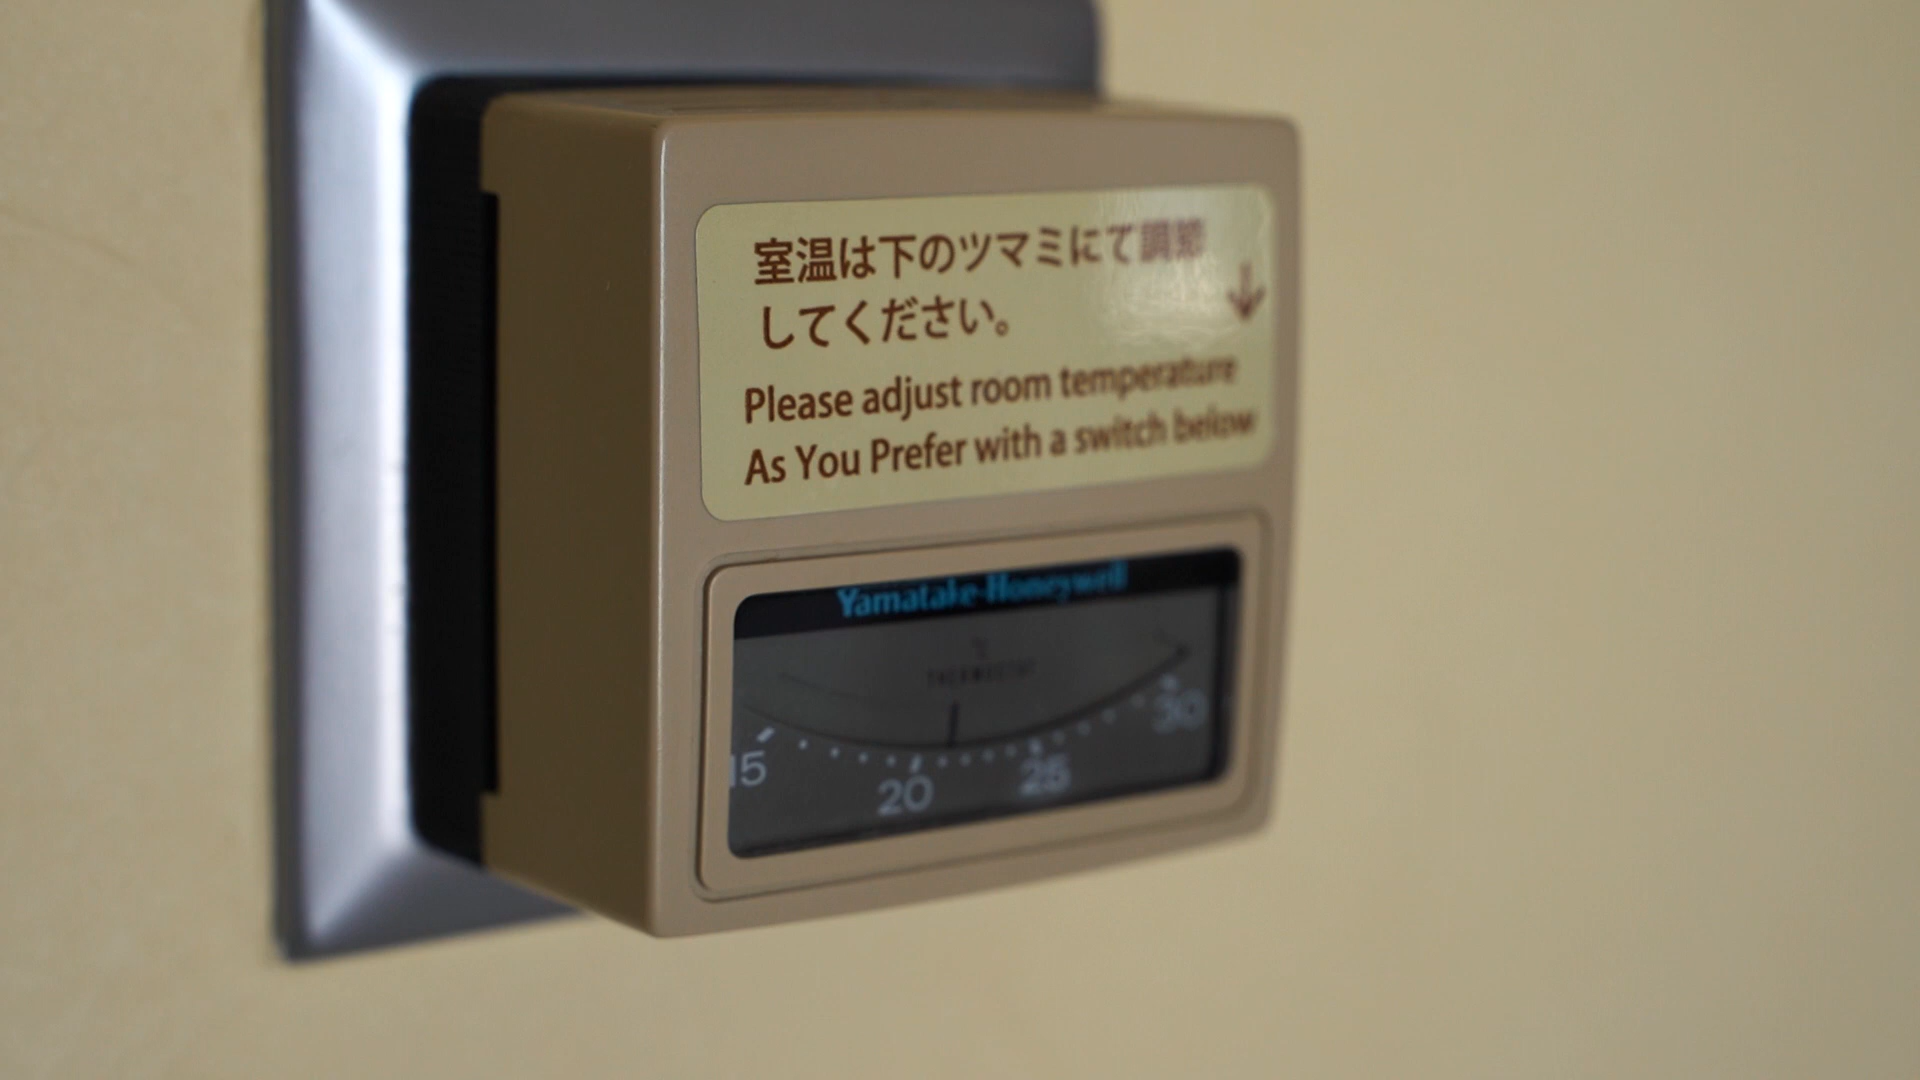 室温は下のツマミにて調節
してください。
↓
Please adjust room temperature
As You Prefer with a switch below
Yamatake-Honeywell
℃
THERMOSTAT
15 20 25 30